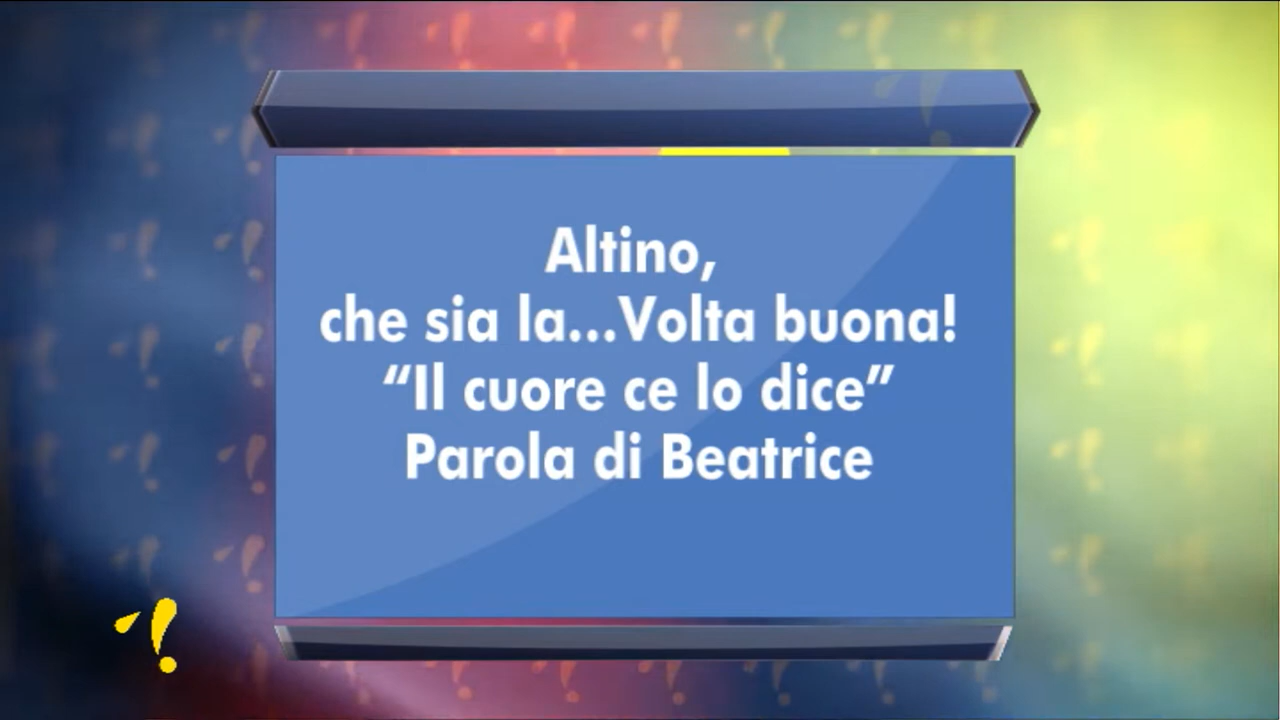 Altino,
che sia la...Volta buona!
“Il cuore ce lo dice”
Parola di Beatrice